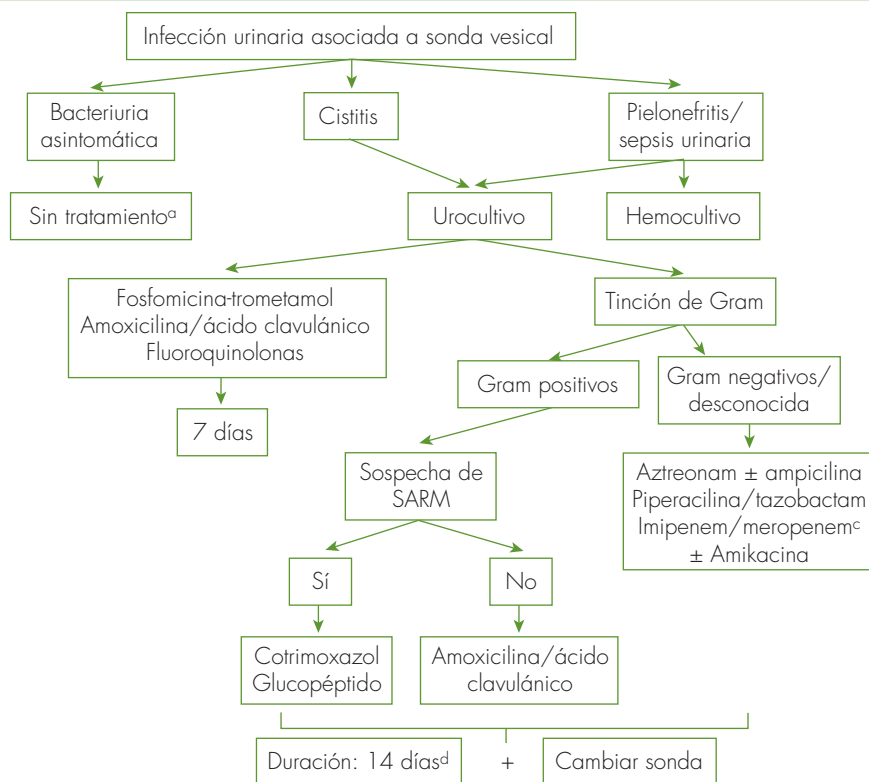 Infección urinaria asociada a sonda vesical
Bacteriuria
asintomática
Cistitis
Pielonefritis/
sepsis urinaria
Sin tratamientoª
Urocultivo
Hemocultivo
Fosfomicina-trometamol
Amoxicilina/ácido clavulánico
Fluoroquinolonas
Tinción de Gram
7 días
Gram positivos
Gram negativos/
desconocida
Sospecha de
SARM
Aztreonam ± ampicilina
Piperacilina/tazobactam
Imipenem/meropenemᶜ
± Amikacina
Sí
No
Cotrimoxazol
Glucopéptido
Amoxicilina/ácido
clavulánico
Duración: 14 díasᵈ
+
Cambiar sonda